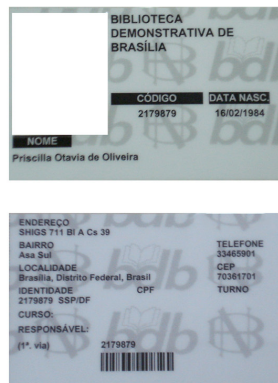 BIBLIOTECA
DEMONSTRATIVA DE
BRASÍLIA
CÓDIGO DATA NASC.
2179879 16/02/1984
NOME
Priscilla Otavia de Oliveira
bdb
ENDEREÇO
SHIGS 711 Bl A Cs 39
BAIRRO TELEFONE
Asa Sul 33465901
LOCALIDADE CEP
Brasília, Distrito Federal, Brasil 70361701
IDENTIDADE CPF TURNO
2179879 SSP/DF
CURSO:
RESPONSÁVEL:
(1ª. via) 2179879
bdb